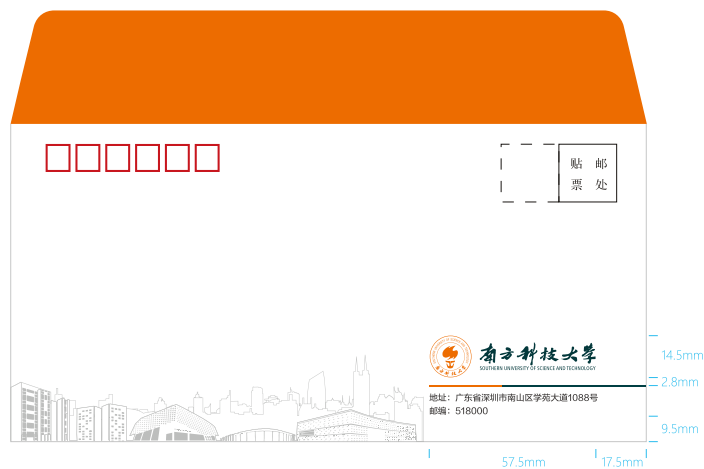 贴 邮
票 处
南方科技大学
SOUTHERN UNIVERSITY OF SCIENCE AND TECHNOLOGY
地址：广东省深圳市南山区学苑大道1088号
邮编：518000
14.5mm
2.8mm
9.5mm
57.5mm
17.5mm